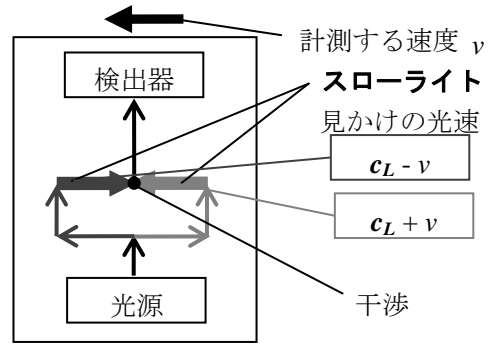 計測する速度 v
検出器
スローライト
見かけの光速
c_L - v
c_L + v
光源
干渉